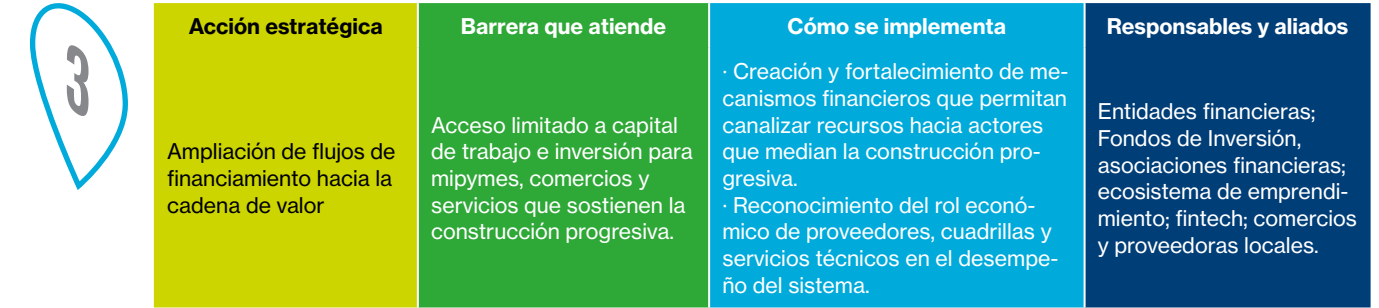 3
Acción estratégica
Ampliación de flujos de
financiamiento hacia la
cadena de valor
Barrera que atiende
Acceso limitado a capital
de trabajo e inversión para
mipymes, comercios y
servicios que sostienen la
construcción progresiva.
Cómo se implementa
· Creación y fortalecimiento de me-
canismos financieros que permitan
canalizar recursos hacia actores
que median la construcción pro-
gresiva.
· Reconocimiento del rol econó-
mico de proveedores, cuadrillas y
servicios técnicos en el desempe-
ño del sistema.
Responsables y aliados
Entidades financieras;
Fondos de Inversión,
asociaciones financieras;
ecosistema de emprendi-
miento; fintech; comercios
y proveedoras locales.